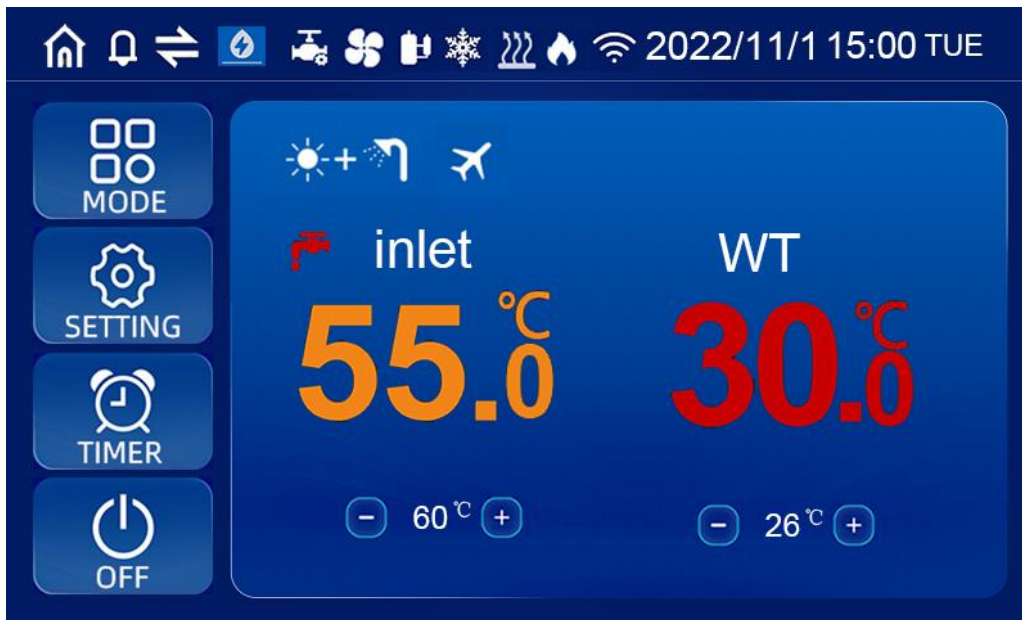 2022/11/1 15:00 TUE
MODE
SETTING
TIMER
OFF
inlet WT
55.0℃ 30.0℃
- 60℃ + - 26℃ +